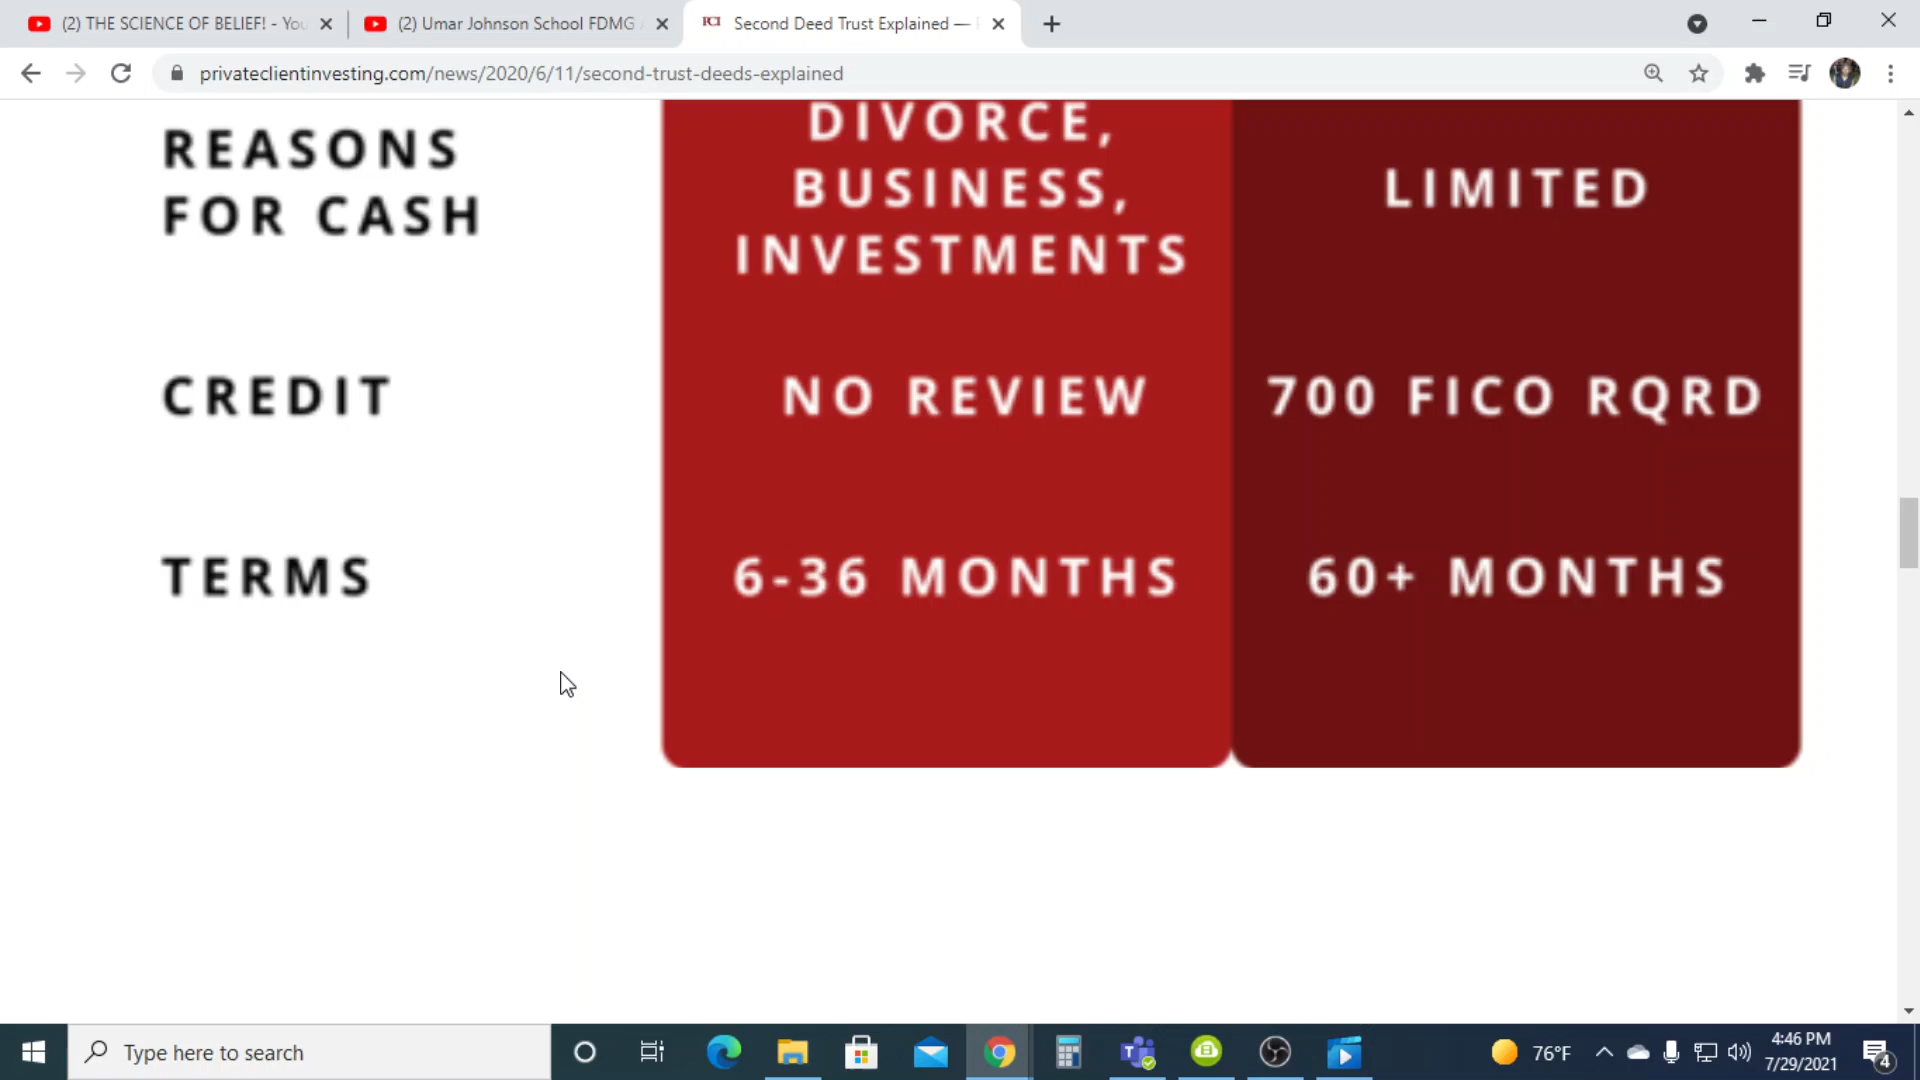 (2) THE SCIENCE OF BELIEF! - You
(2) Umar Johnson School FDMG
Second Deed Trust Explained —
privateclientinvesting.com/news/2020/6/11/second-trust-deeds-explained
REASONS
FOR CASH
DIVORCE,
BUSINESS,
INVESTMENTS
LIMITED
CREDIT
NO REVIEW
700 FICO RQRD
TERMS
6-36 MONTHS
60+ MONTHS
Type here to search
76°F
4:46 PM
7/29/2021
4